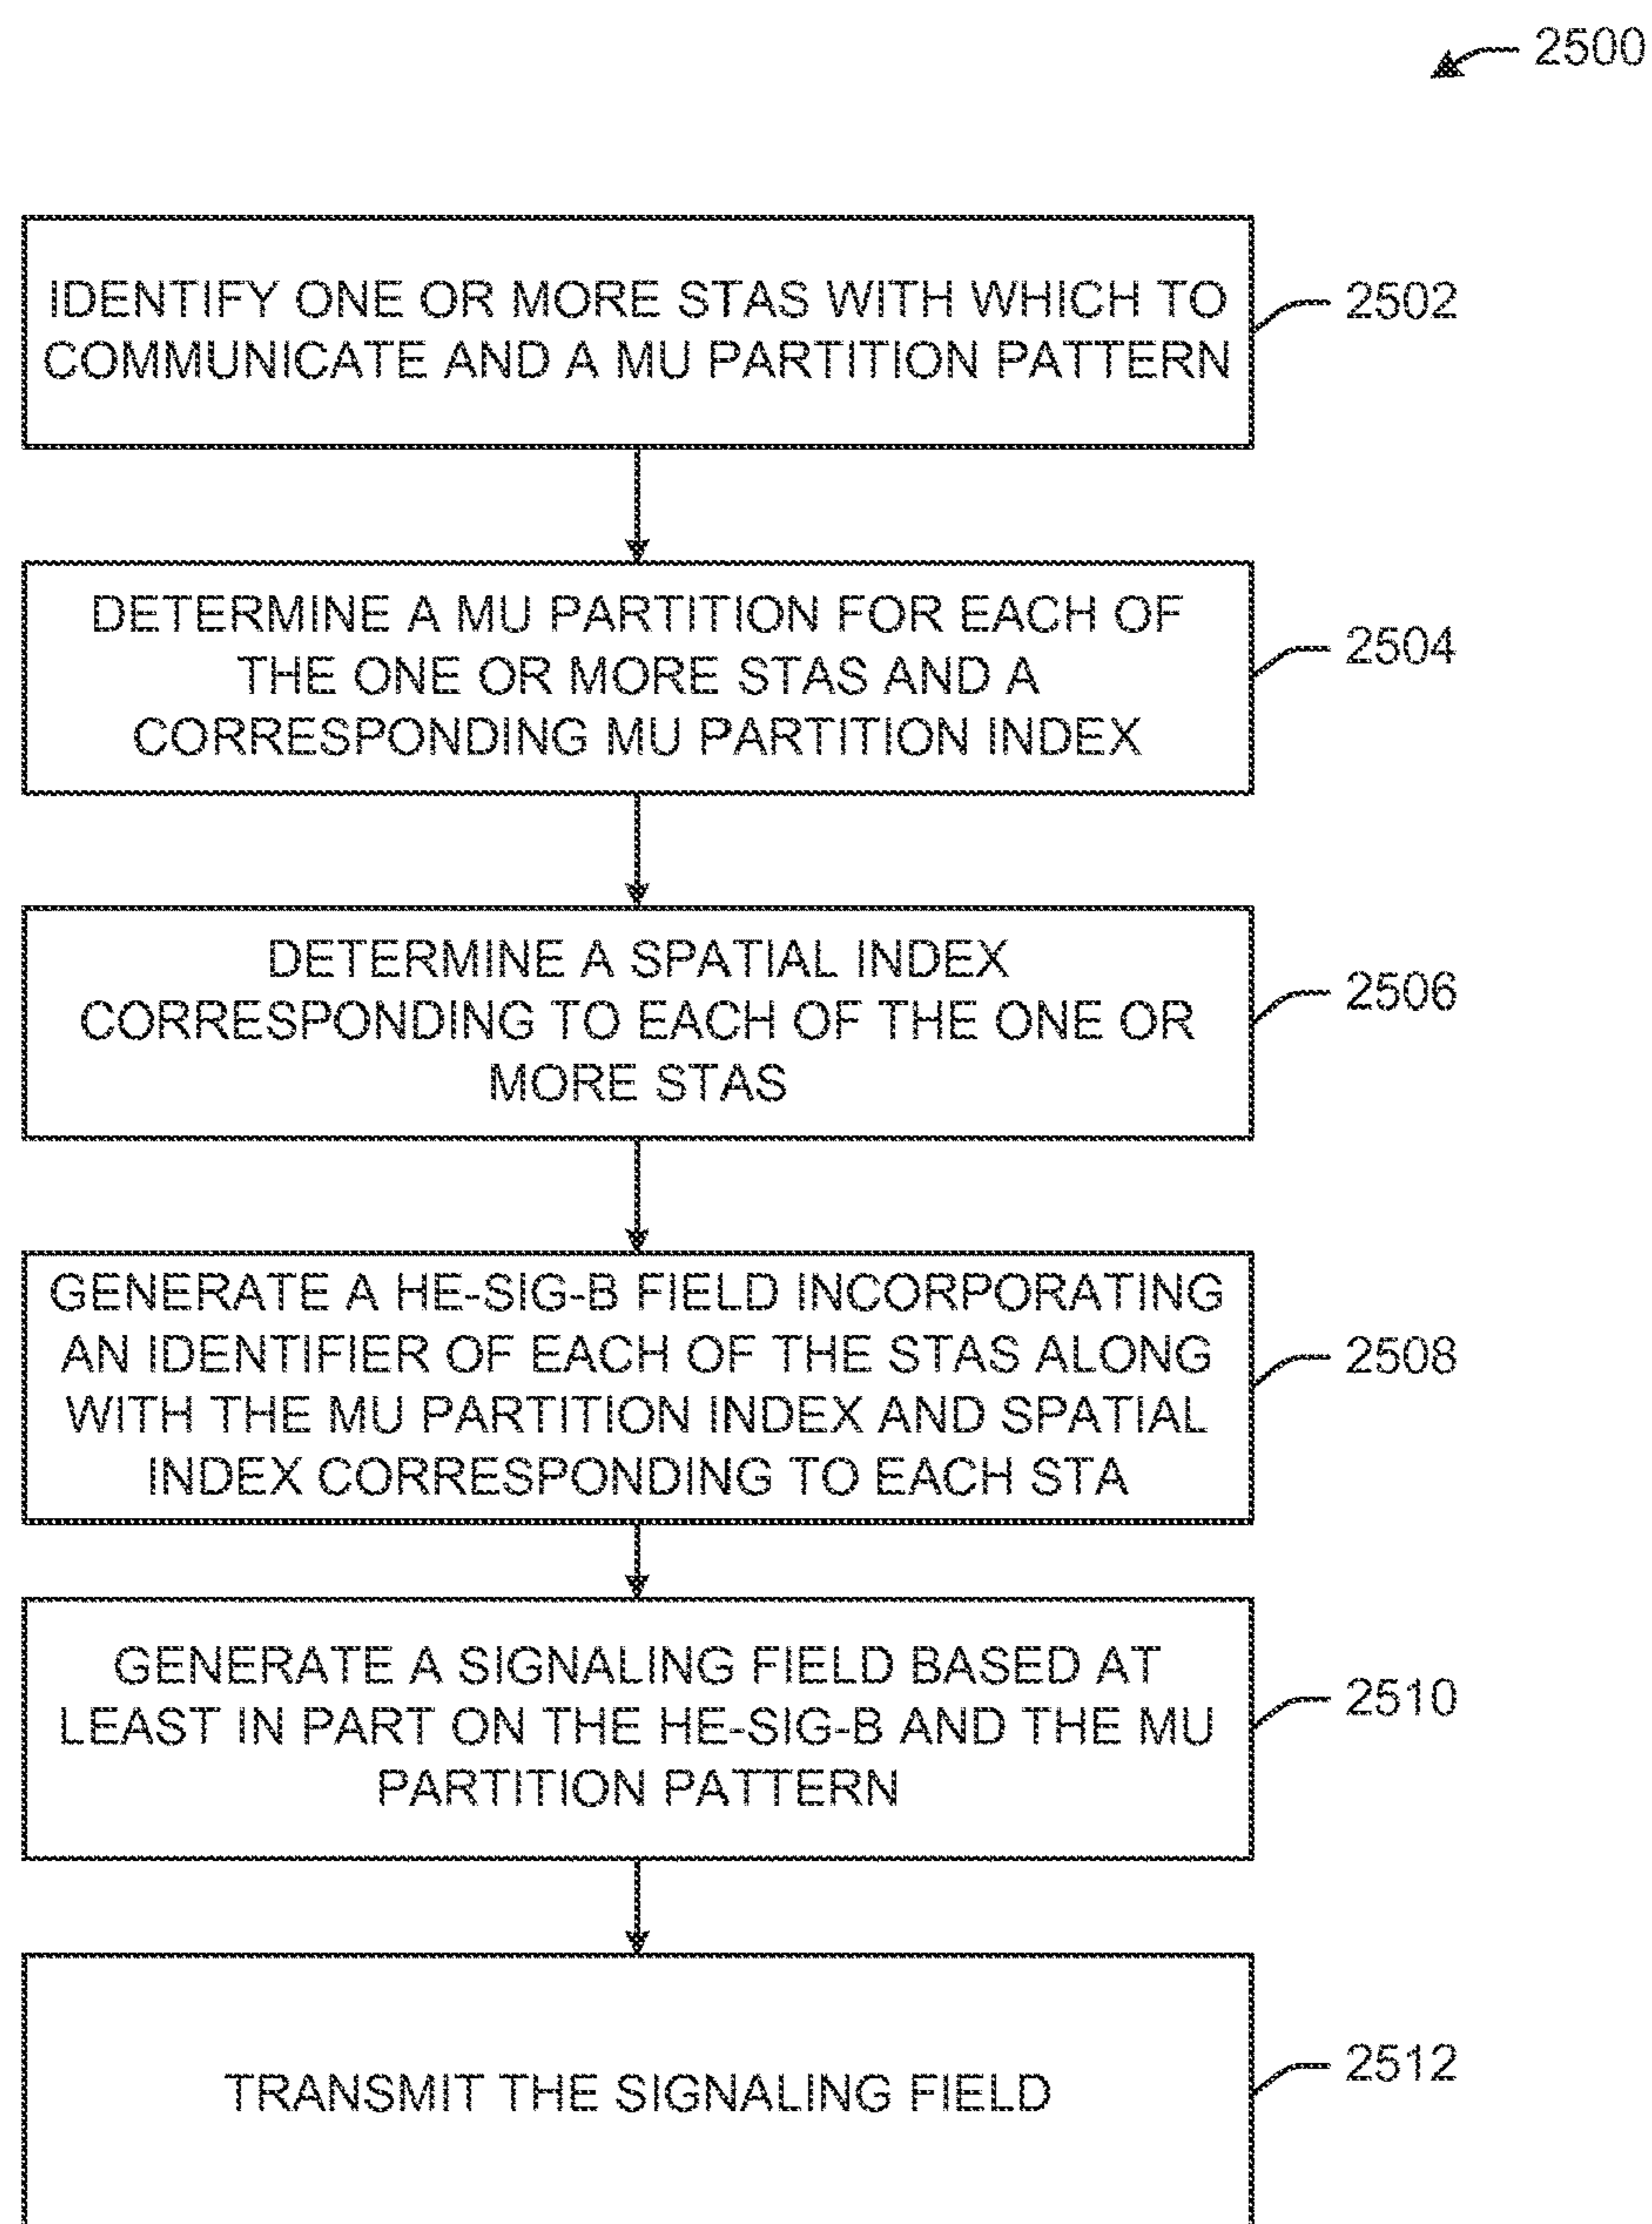 2500
IDENTIFY ONE OR MORE STAS WITH WHICH TO
COMMUNICATE AND A MU PARTITION PATTERN
2502
DETERMINE A MU PARTITION FOR EACH OF
THE ONE OR MORE STAS AND A
CORRESPONDING MU PARTITION INDEX
2504
DETERMINE A SPATIAL INDEX
CORRESPONDING TO EACH OF THE ONE OR
MORE STAS
2506
GENERATE A HE-SIG-B FIELD INCORPORATING
AN IDENTIFIER OF EACH OF THE STAS ALONG
WITH THE MU PARTITION INDEX AND SPATIAL
INDEX CORRESPONDING TO EACH STA
2508
GENERATE A SIGNALING FIELD BASED AT
LEAST IN PART ON THE HE-SIG-B AND THE MU
PARTITION PATTERN
2510
TRANSMIT THE SIGNALING FIELD
2512